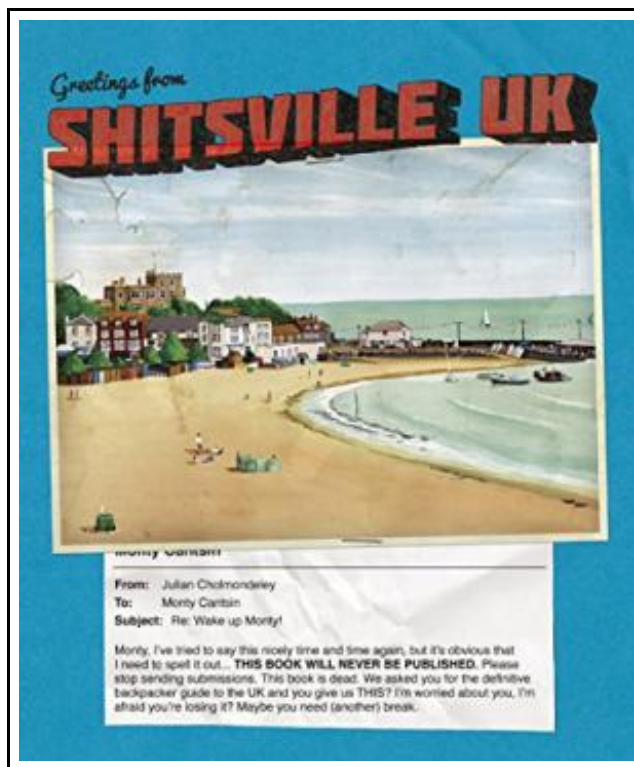 Greetings from
SHITSVILLE UK
Monty Cantsin
From: Julian Cholmondeley
To: Monty Cantsin
Subject: Re: Wake up Monty!
Monty, I've tried to say this nicely time and time again, but it's obvious that
I need to spell it out... THIS BOOK WILL NEVER BE PUBLISHED. Please
stop sending submissions. This book is dead. We asked you for the definitive
backpacker guide to the UK and you give us THIS? I'm worried about you, I'm
afraid you're losing it? Maybe you need (another) break.